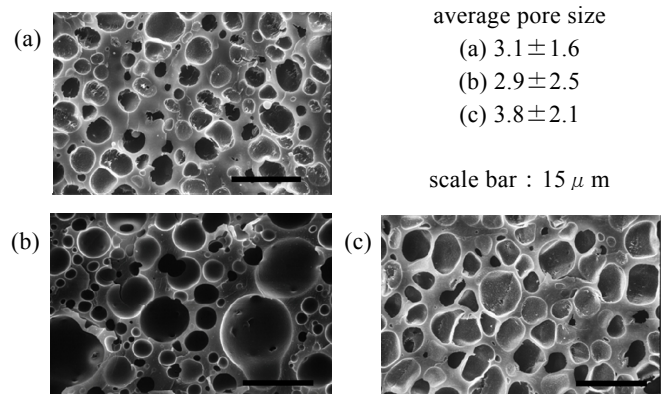 (a)
average pore size
(a) 3.1±1.6
(b) 2.9±2.5
(c) 3.8±2.1
scale bar : 15 μ m
(b)
(c)